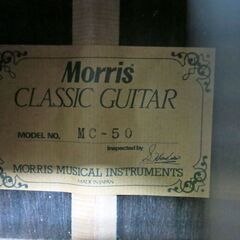 Morris
CLASSIC GUITAR
MODEL NO. MC-50
Inspected by
MORRIS MUSICAL INSTRUMENTS
MADE IN JAPAN